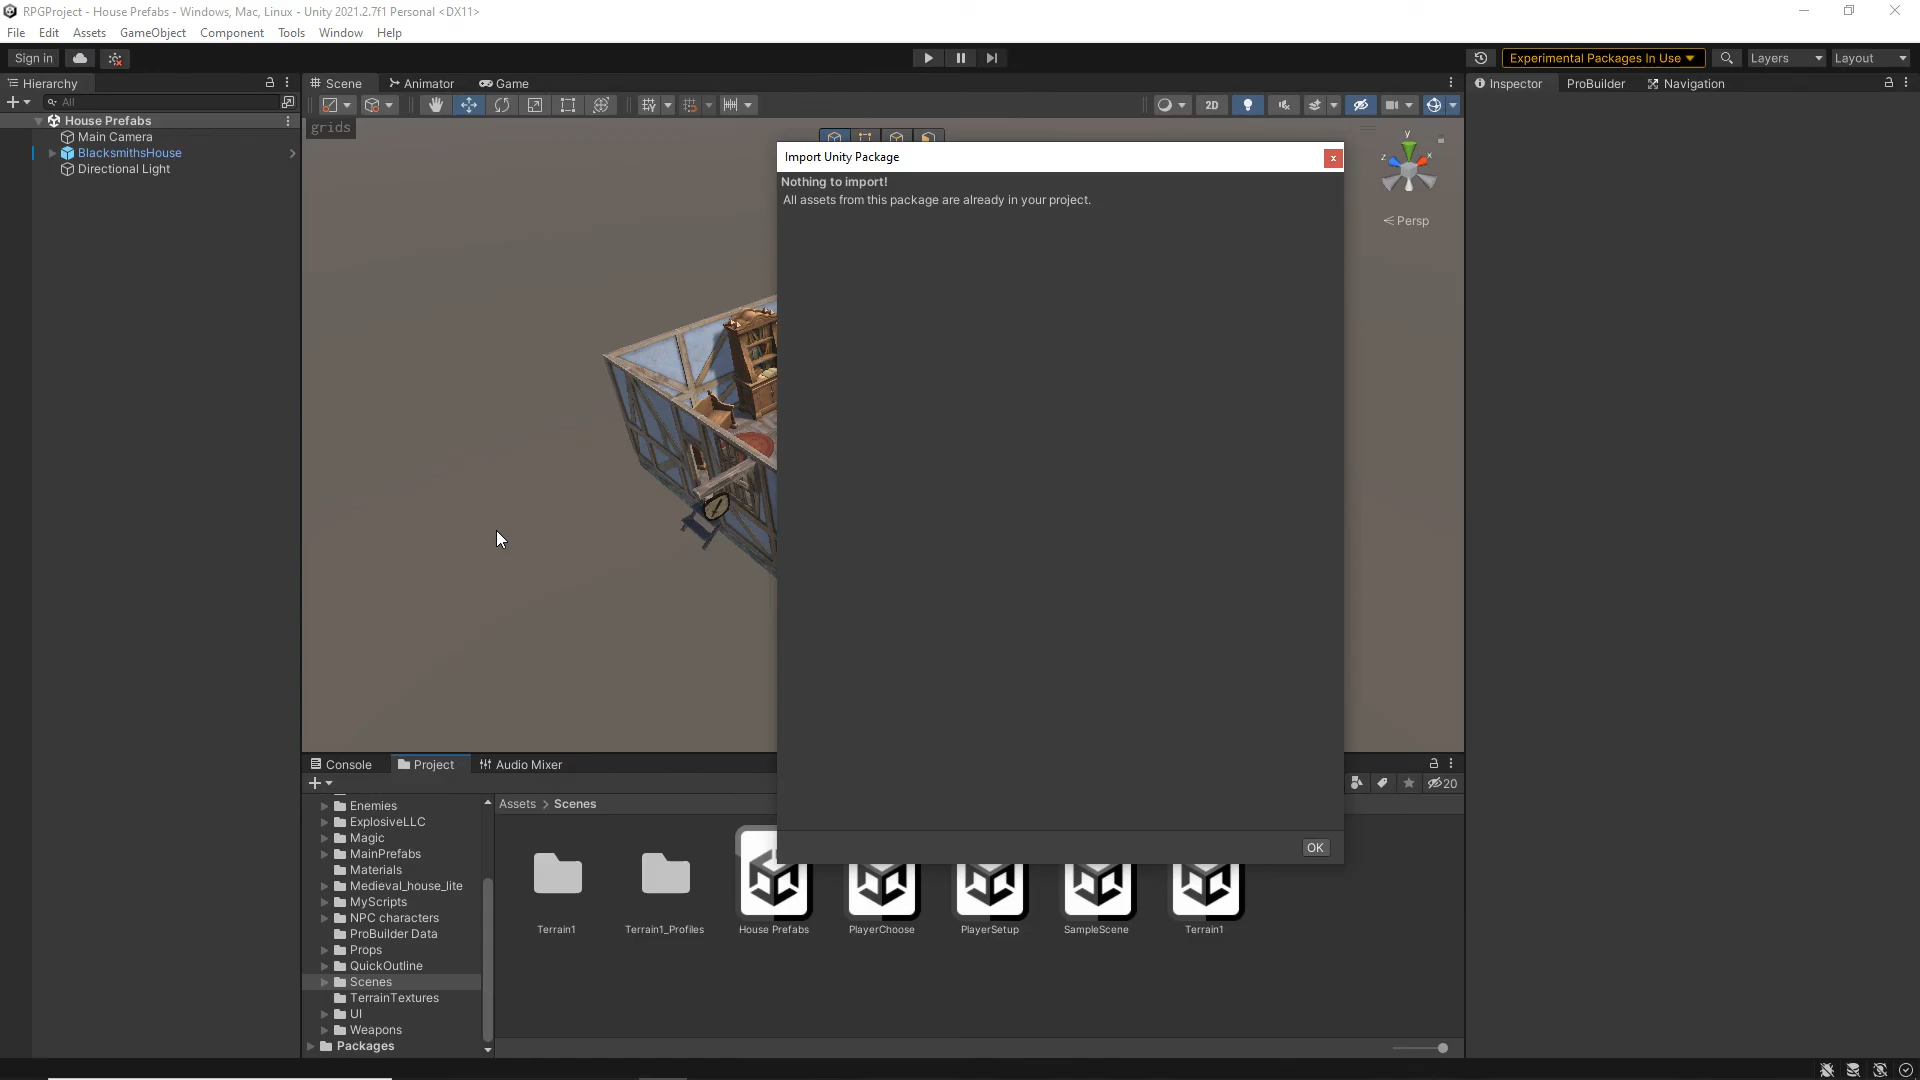 RPGProject - House Prefabs - Windows, Mac, Linux - Unity 2021.2.7f1 Personal <DX11>
File Edit Assets GameObject Component Tools Window Help
Sign in
Experimental Packages In Use
Layers
Layout
Hierarchy
Scene
Animator
Game
Inspector
ProBuilder
Navigation
All
2D
House Prefabs
Main Camera
BlacksmithsHouse
Directional Light
grids
y
z
x
Persp
Import Unity Package
x
Nothing to import!
All assets from this package are already in your project.
OK
Console
Project
Audio Mixer
20
Enemies
ExplosiveLLC
Magic
MainPrefabs
Materials
Medieval_house_lite
MyScripts
NPC characters
ProBuilder Data
Props
QuickOutline
Scenes
TerrainTextures
UI
Weapons
Packages
Assets > Scenes
Terrain1
Terrain1_Profiles
House Prefabs
PlayerChoose
PlayerSetup
SampleScene
Terrain1